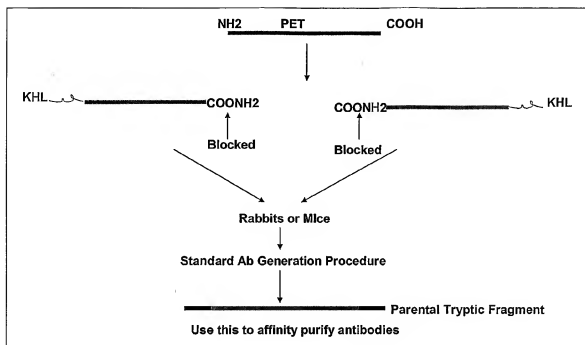 NH2 PET COOH
KHL COONH2 COONH2 KHL
Blocked Blocked
Rabbits or MIce
Standard Ab Generation Procedure
Parental Tryptic Fragment
Use this to affinity purify antibodies